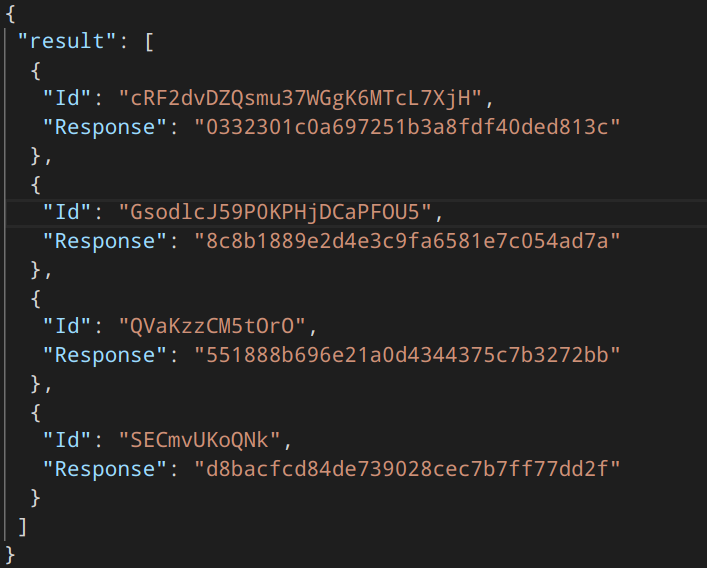 {
"result": [
{
"Id": "cRF2dvDZQsmu37WGgK6MTcL7XjH",
"Response": "0332301c0a697251b3a8fdf40ded813c"
},
{
"Id": "GsodlcJ59P0KPHjDCaPFOU5",
"Response": "8c8b1889e2d4e3c9fa6581e7c054ad7a"
},
{
"Id": "QVaKzzCM5tOrO",
"Response": "551888b696e21a0d4344375c7b3272bb"
},
{
"Id": "SECmvUKoQNk",
"Response": "d8bacfcd84de739028cec7b7ff77dd2f"
}
]
}